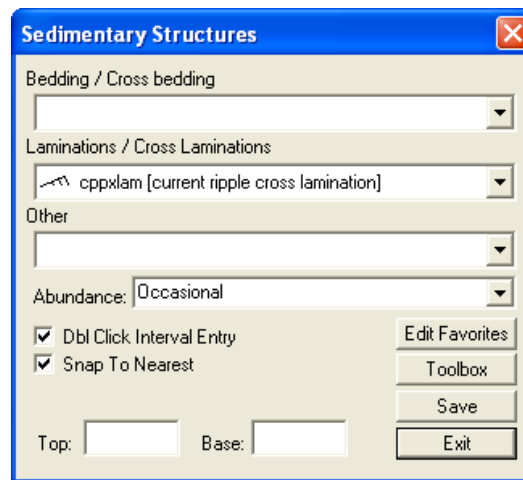 Sedimentary Structures
Bedding / Cross bedding
Laminations / Cross Laminations
cppxlam [current ripple cross lamination]
Other
Abundance: Occasional
Dbl Click Interval Entry
Edit Favorites
Snap To Nearest
Toolbox
Save
Top:
Base:
Exit